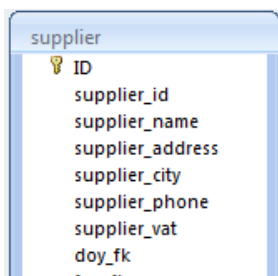 supplier
ID
supplier_id
supplier_name
supplier_address
supplier_city
supplier_phone
supplier_vat
doy_fk